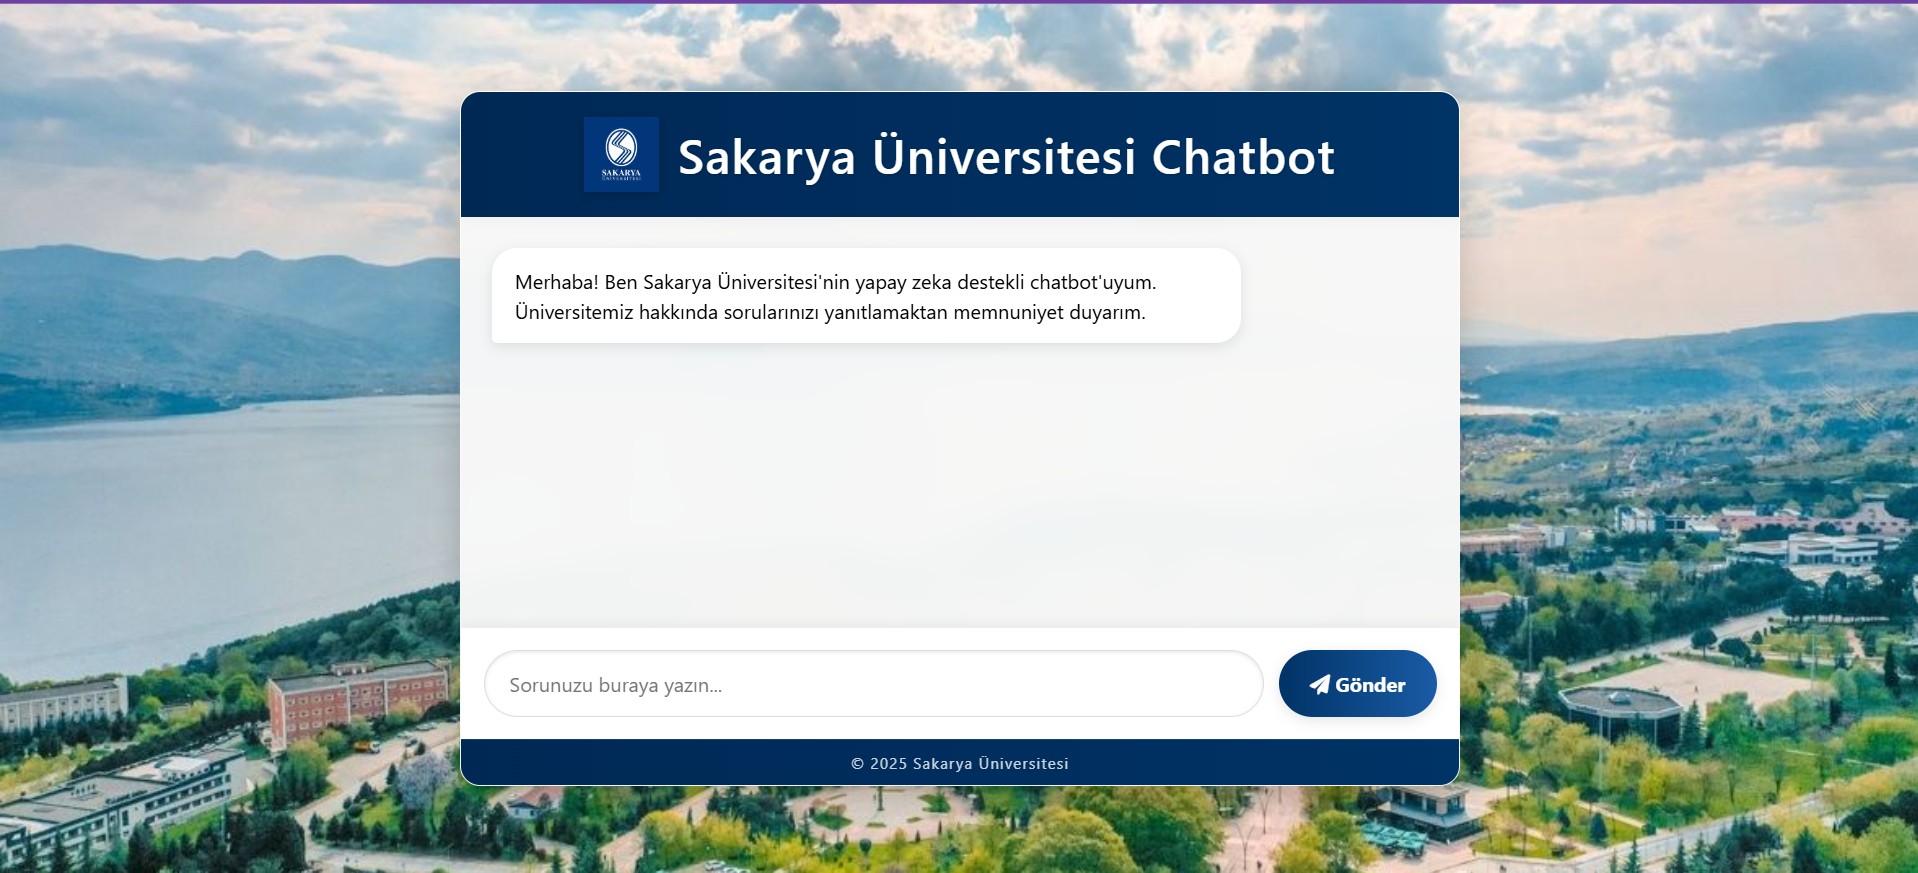 SAKARYA
ÜNİVERSİTESİ
Sakarya Üniversitesi Chatbot
Merhaba! Ben Sakarya Üniversitesi'nin yapay zeka destekli chatbot'uyum.
Üniversitemiz hakkında sorularınızı yanıtlamaktan memnuniyet duyarım.
Sorunuzu buraya yazın...
Gönder
© 2025 Sakarya Üniversitesi